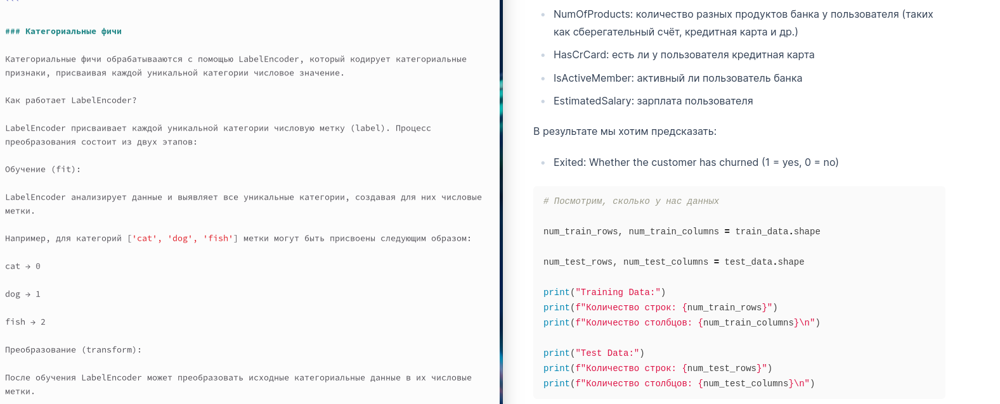 ```
### Категориальные фичи
Категориальные фичи обрабатывааются с помощью LabelEncoder, который кодирует категориальные
признаки, присваивая каждой уникальной категории числовое значение.
Как работает LabelEncoder?
LabelEncoder присваивает каждой уникальной категории числовую метку (label). Процесс
преобразования состоит из двух этапов:
Обучение (fit):
LabelEncoder анализирует данные и выявляет все уникальные категории, создавая для них числовые
метки.
Например, для категорий ['cat', 'dog', 'fish'] метки могут быть присвоены следующим образом:
cat → 0
dog → 1
fish → 2
Преобразование (transform):
После обучения LabelEncoder может преобразовать исходные категориальные данные в их числовые
метки.
• NumOfProducts: количество разных продуктов банка у пользователя (таких
как сберегательный счёт, кредитная карта и др.)
• HasCrCard: есть ли у пользователя кредитная карта
• IsActiveMember: активный ли пользователь банка
• EstimatedSalary: зарплата пользователя
В результате мы хотим предсказать:
• Exited: Whether the customer has churned (1 = yes, 0 = no)
# Посмотрим, сколько у нас данных
num_train_rows, num_train_columns = train_data.shape
num_test_rows, num_test_columns = test_data.shape
print("Training Data:")
print(f"Количество строк: {num_train_rows}")
print(f"Количество столбцов: {num_train_columns}\n")
print("Test Data:")
print(f"Количество строк: {num_test_rows}")
print(f"Количество столбцов: {num_test_columns}\n")